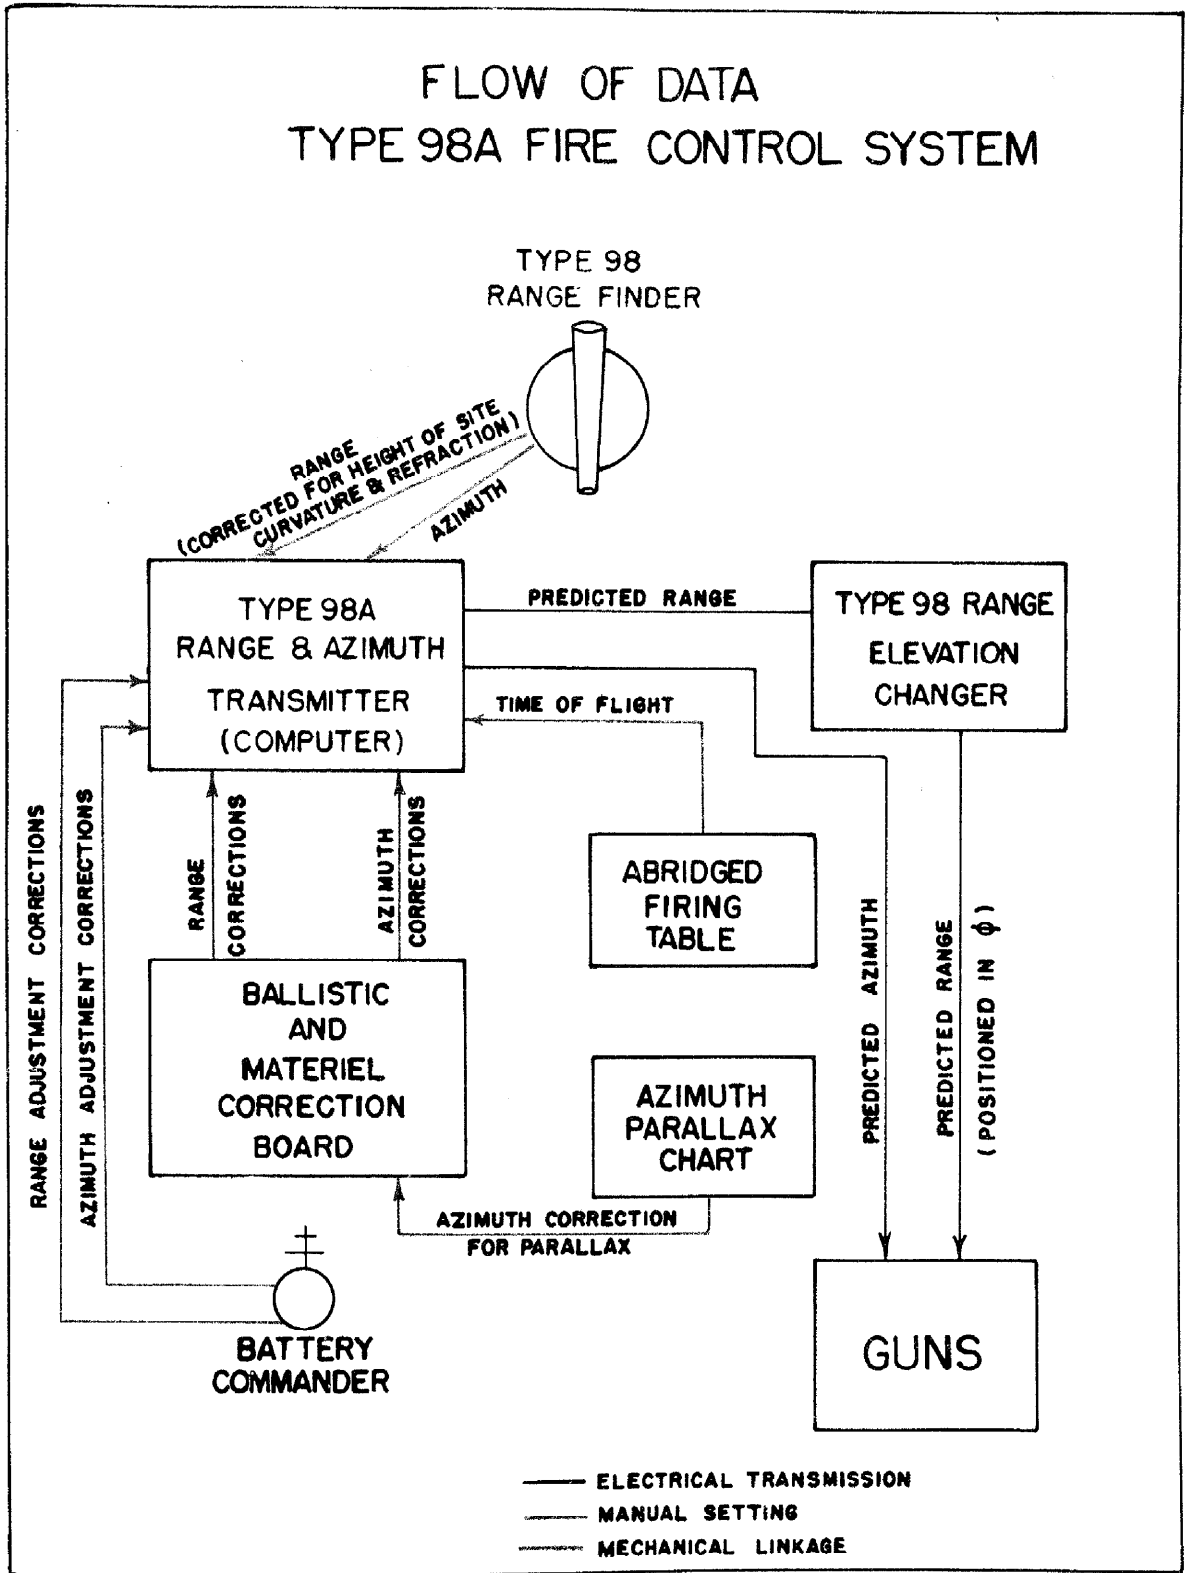 FLOW OF DATA
TYPE 98A FIRE CONTROL SYSTEM
TYPE 98
RANGE FINDER
RANGE
(CORRECTED FOR HEIGHT OF SITE
CURVATURE & REFRACTION)
AZIMUTH
TYPE 98A
RANGE & AZIMUTH
TRANSMITTER
(COMPUTER)
PREDICTED RANGE
TYPE 98 RANGE
ELEVATION
CHANGER
TIME OF FLIGHT
RANGE ADJUSTMENT CORRECTIONS
AZIMUTH ADJUSTMENT CORRECTIONS
RANGE
CORRECTIONS
AZIMUTH
CORRECTIONS
ABRIDGED
FIRING
TABLE
PREDICTED AZIMUTH
PREDICTED RANGE
(POSITIONED IN φ)
BALLISTIC
AND
MATERIEL
CORRECTION
BOARD
AZIMUTH
PARALLAX
CHART
AZIMUTH CORRECTION
FOR PARALLAX
BATTERY
COMMANDER
GUNS
ELECTRICAL TRANSMISSION
MANUAL SETTING
MECHANICAL LINKAGE